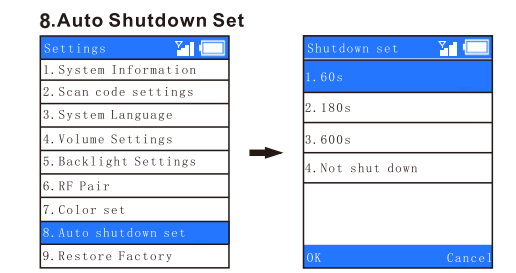 8.Auto Shutdown Set
Settings
1.System Information
2.Scan code settings
3.System Language
4.Volume Settings
5.Backlight Settings
6.RF Pair
7.Color set
8.Auto shutdown set
9.Restore Factory
Shutdown set
1.60s
2.180s
3.600s
4.Not shut down
OK Cancel